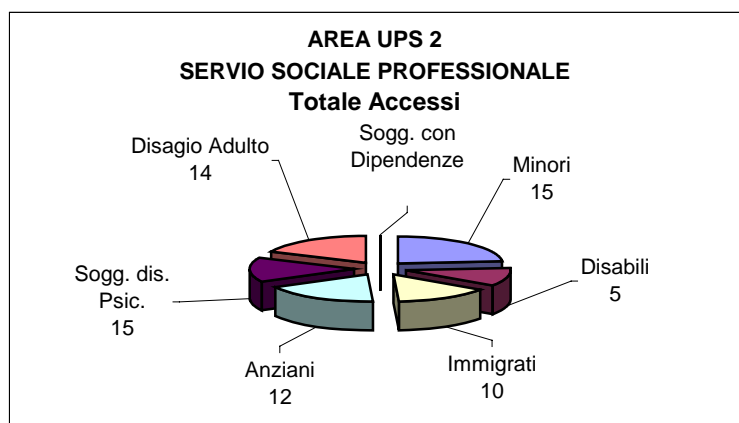 AREA UPS 2
SERVIO SOCIALE PROFESSIONALE
Totale Accessi
Sogg. con
Dipendenze
Disagio Adulto
14
Minori
15
Sogg. dis.
Psic.
15
Disabili
5
Anziani
12
Immigrati
10